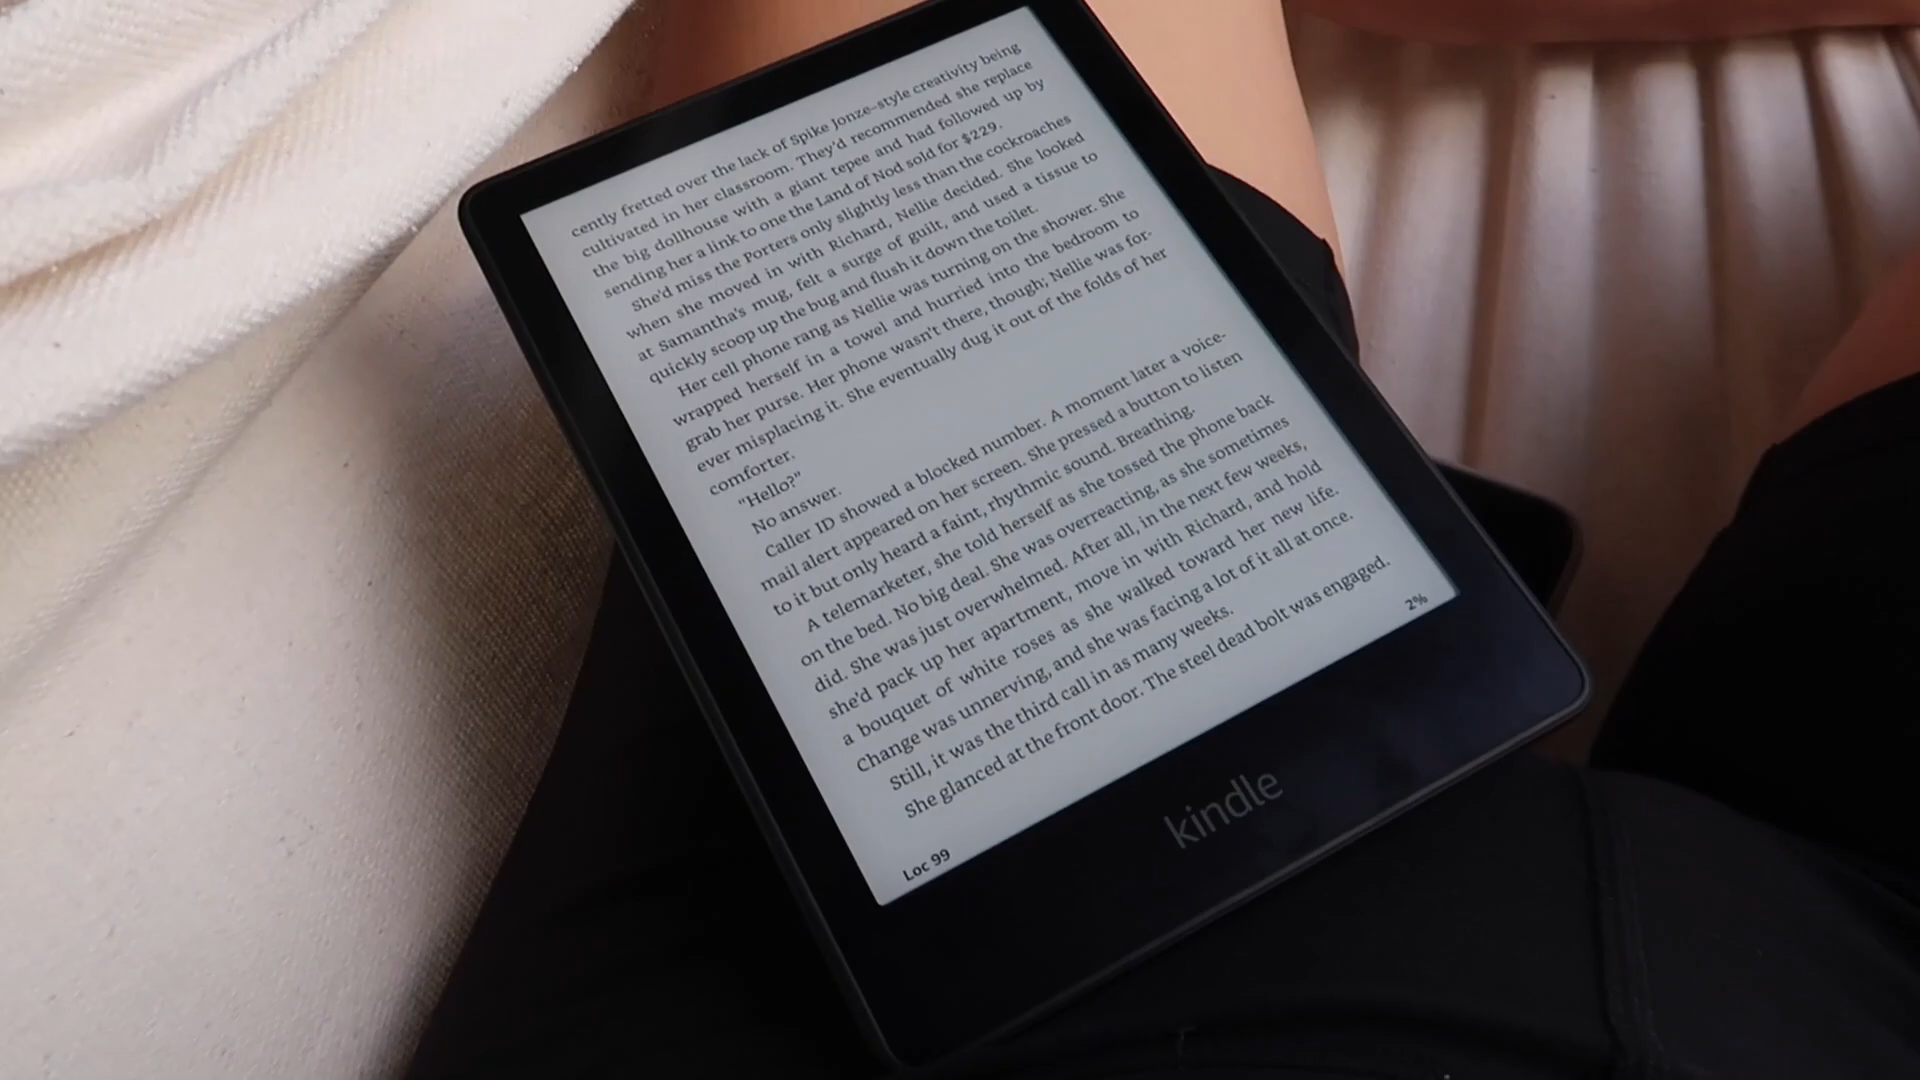 cently fretted over the lack of Spike Jonze–style creativity being
cultivated in her classroom. They'd recommended she replace
the big dollhouse with a giant tepee and had followed up by
sending her a link to one the Land of Nod sold for $229.
She'd miss the Porters only slightly less than the cockroaches
when she moved in with Richard, Nellie decided. She looked
at Samantha's mug, felt a surge of guilt, and used a tissue to
quickly scoop up the bug and flush it down the toilet.
Her cell phone rang as Nellie was turning on the shower. She
wrapped herself in a towel and hurried into the bedroom to
grab her purse. Her phone wasn't there, though; Nellie was for-
ever misplacing it. She eventually dug it out of the folds of her
comforter.
"Hello?"
No answer.
Caller ID showed a blocked number. A moment later a voice-
mail alert appeared on her screen. She pressed a button to listen
to it but only heard a faint, rhythmic sound. Breathing.
A telemarketer, she told herself as she tossed the phone back
on the bed. No big deal. She was overreacting, as she sometimes
did. She was just overwhelmed. After all, in the next few weeks,
she'd pack up her apartment, move in with Richard, and hold
a bouquet of white roses as she walked toward her new life.
Change was unnerving, and she was facing a lot of it all at once.
Still, it was the third call in as many weeks.
She glanced at the front door. The steel dead bolt was engaged.
Loc 99
2%
kindle